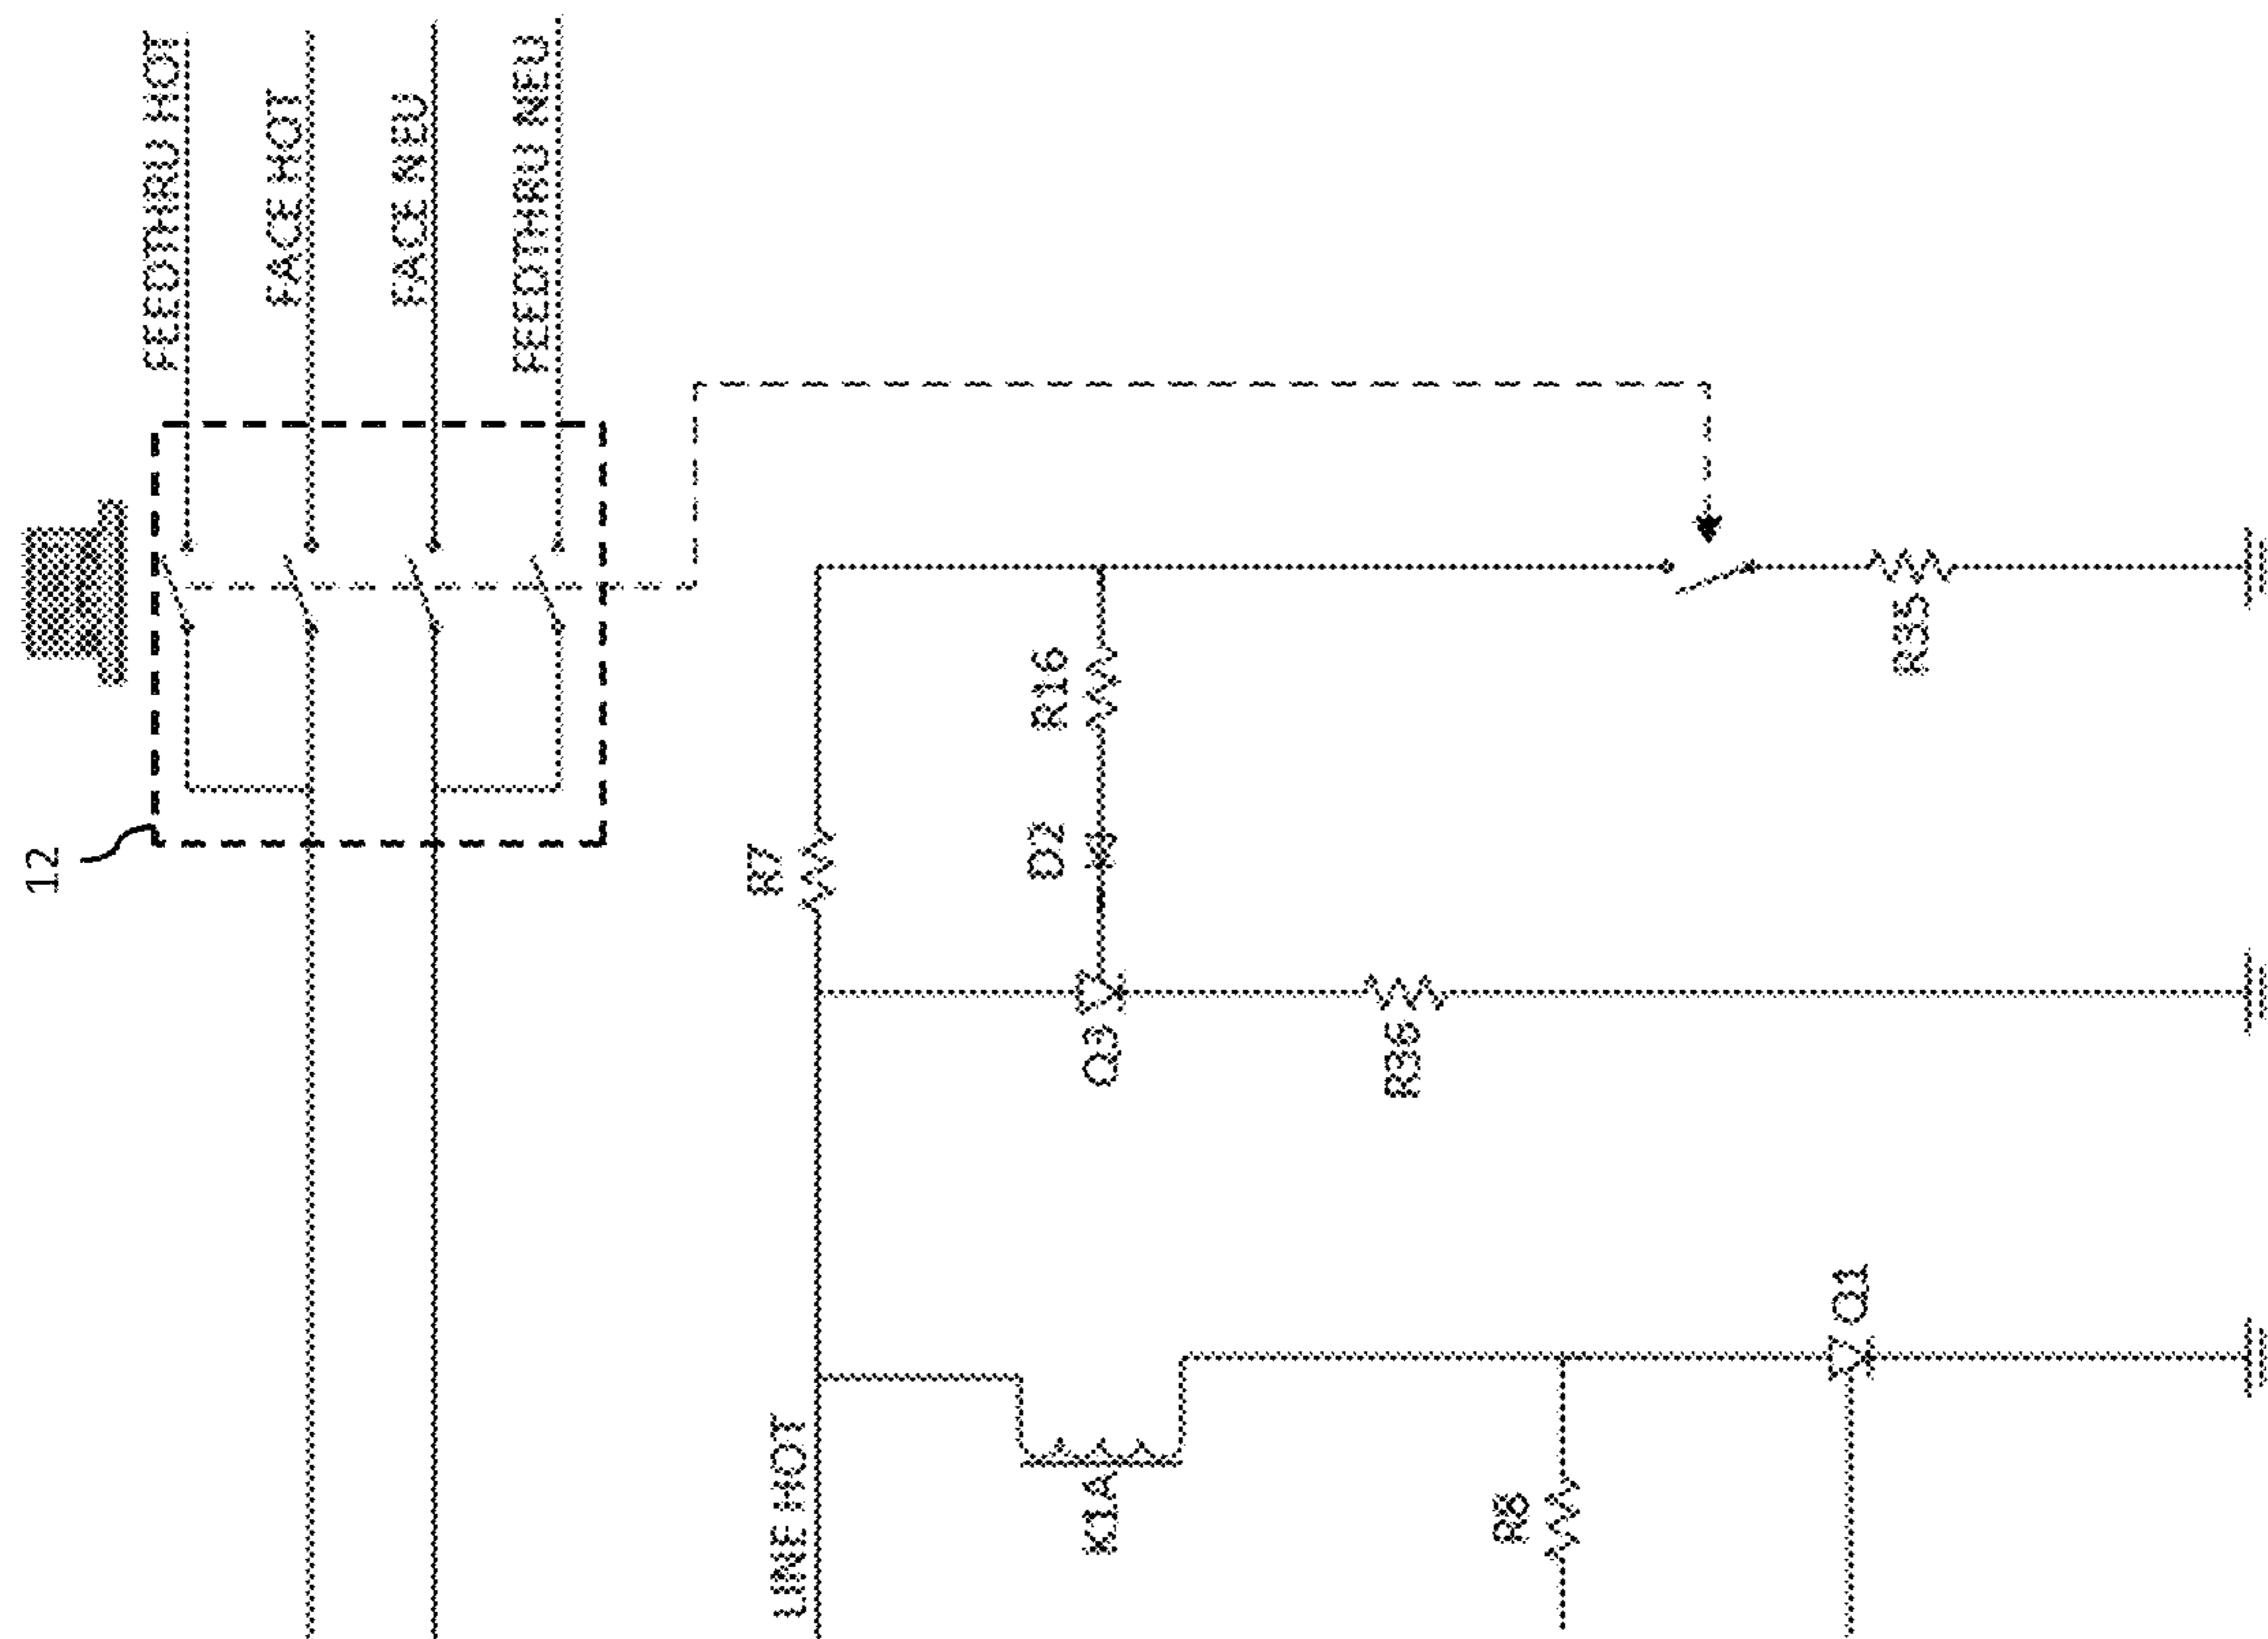 FEEDTHRU HOT
FACE HOT
FACE NEU
FEEDTHRU NEU
12
R7
R16
D2
Q3
R36
R35
LINE HOT
K1A
R8
Q1